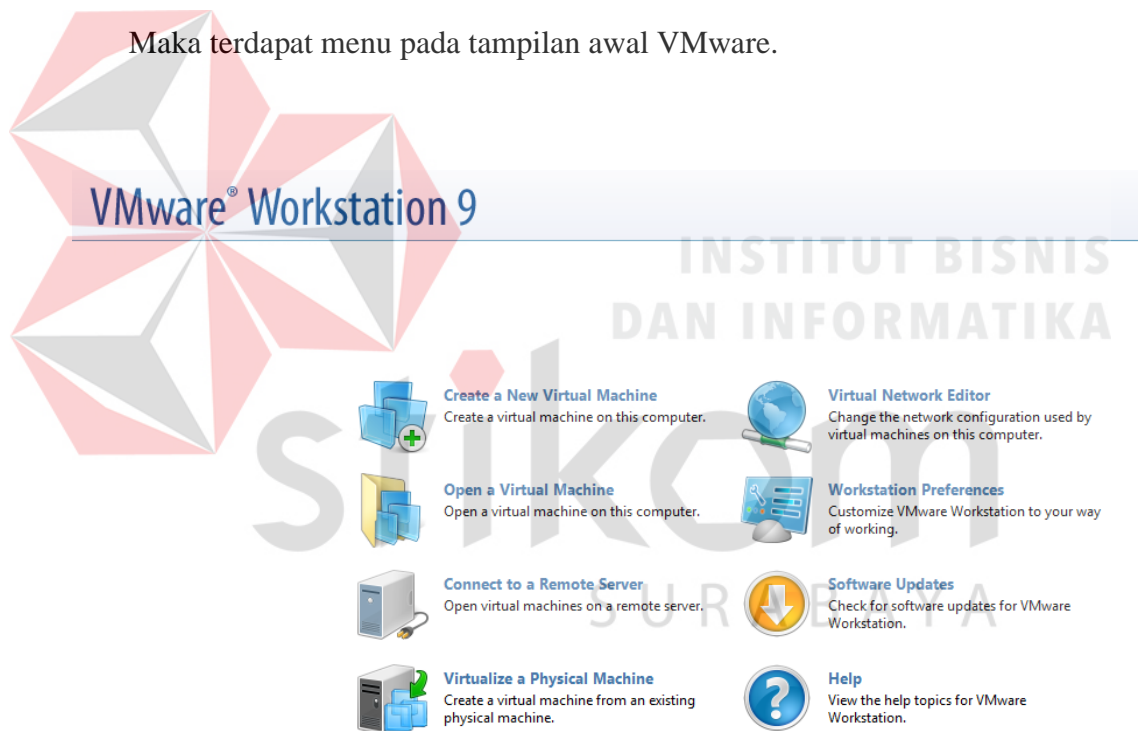 Maka terdapat menu pada tampilan awal VMware.
VMware® Workstation 9
INSTITUT BISNIS
DAN INFORMATIKA
stikom
SURABAYA
Create a New Virtual Machine
Create a virtual machine on this computer.
Open a Virtual Machine
Open a virtual machine on this computer.
Connect to a Remote Server
Open virtual machines on a remote server.
Virtualize a Physical Machine
Create a virtual machine from an existing
physical machine.
Virtual Network Editor
Change the network configuration used by
virtual machines on this computer.
Workstation Preferences
Customize VMware Workstation to your way
of working.
Software Updates
Check for software updates for VMware
Workstation.
Help
View the help topics for VMware
Workstation.